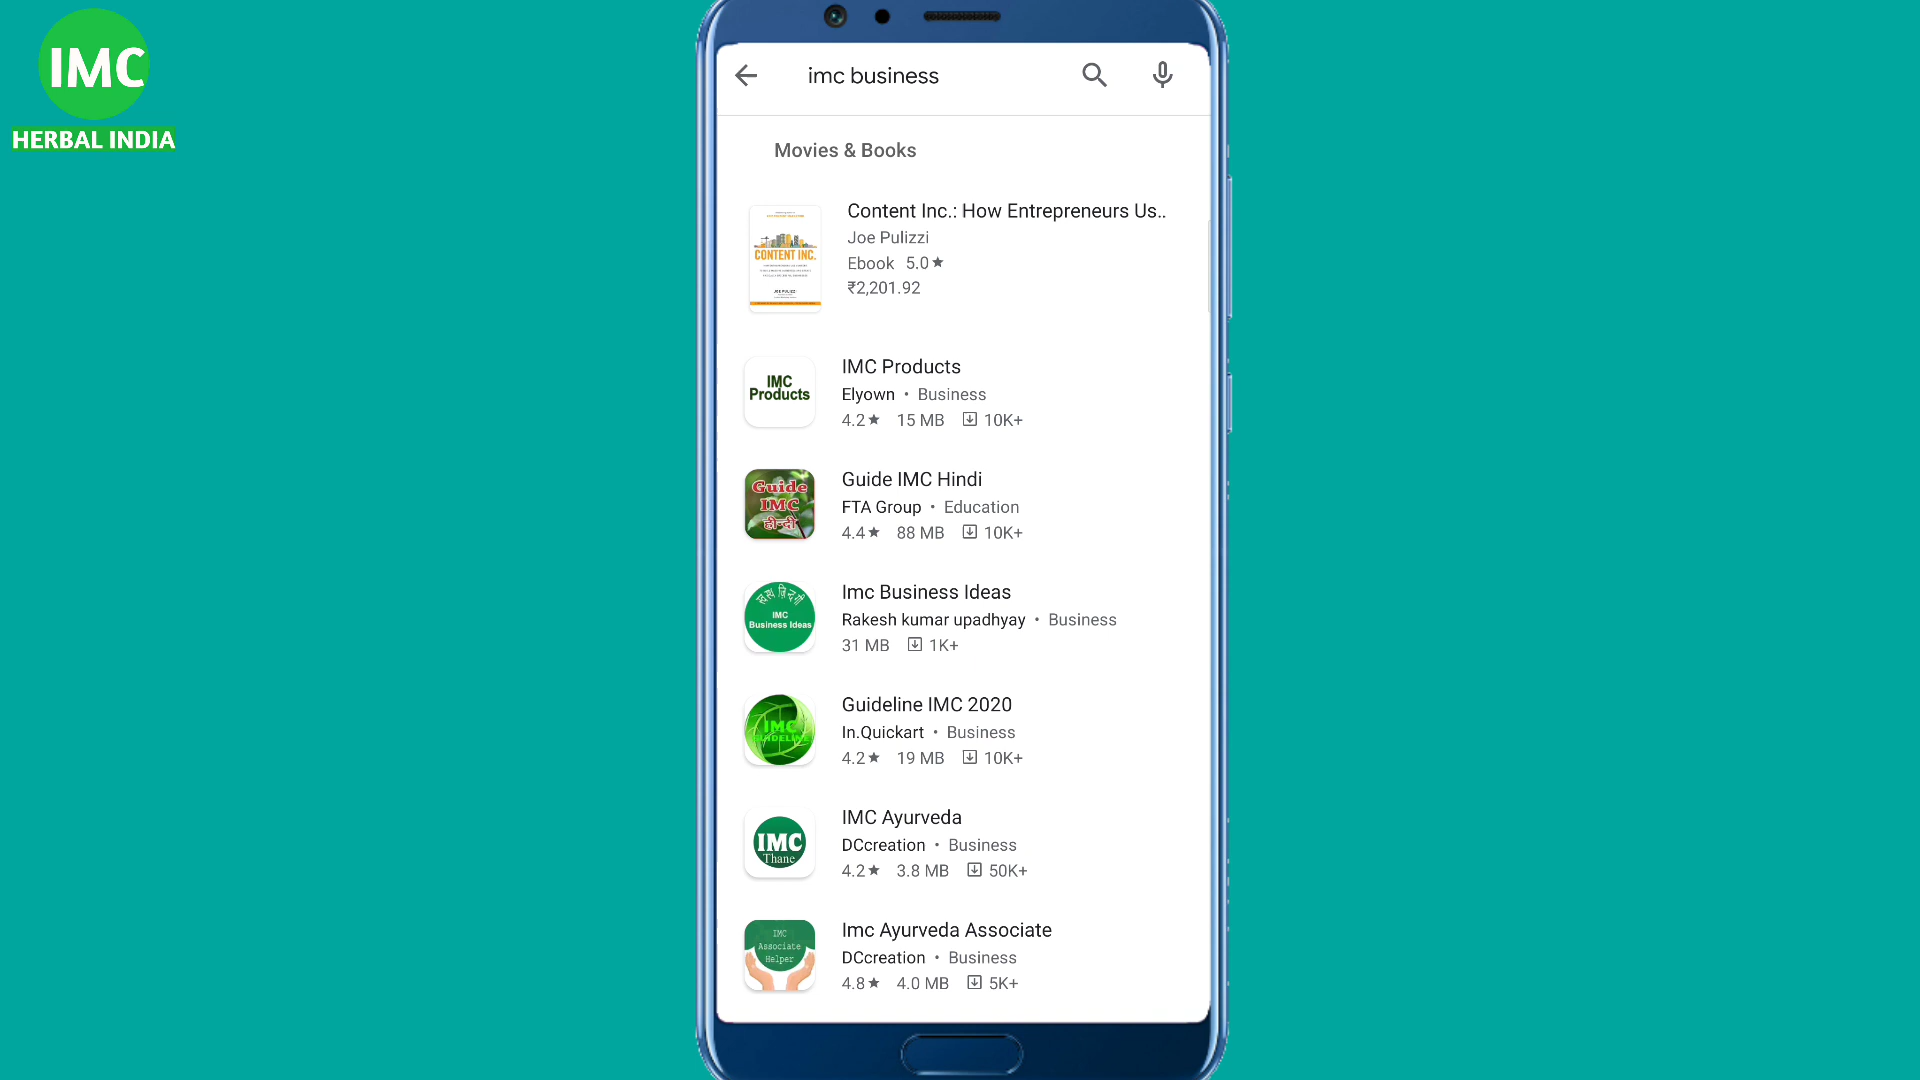 IMC
HERBAL INDIA
imc business
Movies & Books
CONTENT INC.
Content Inc.: How Entrepreneurs Us..
Joe Pulizzi
Ebook 5.0★
₹2,201.92
IMC
Products
IMC Products
Elyown • Business
4.2★ 15 MB 10K+
Guide
IMC
हीन्दी
Guide IMC Hindi
FTA Group • Education
4.4★ 88 MB 10K+
स्वस्थ ज़िन्दगी
IMC
Business Ideas
Imc Business Ideas
Rakesh kumar upadhyay • Business
31 MB 1K+
IMC
GUIDELINE
Guideline IMC 2020
In.Quickart • Business
4.2★ 19 MB 10K+
IMC
Thane
IMC Ayurveda
DCcreation • Business
4.2★ 3.8 MB 50K+
IMC
Associate
Helper
Imc Ayurveda Associate
DCcreation • Business
4.8★ 4.0 MB 5K+